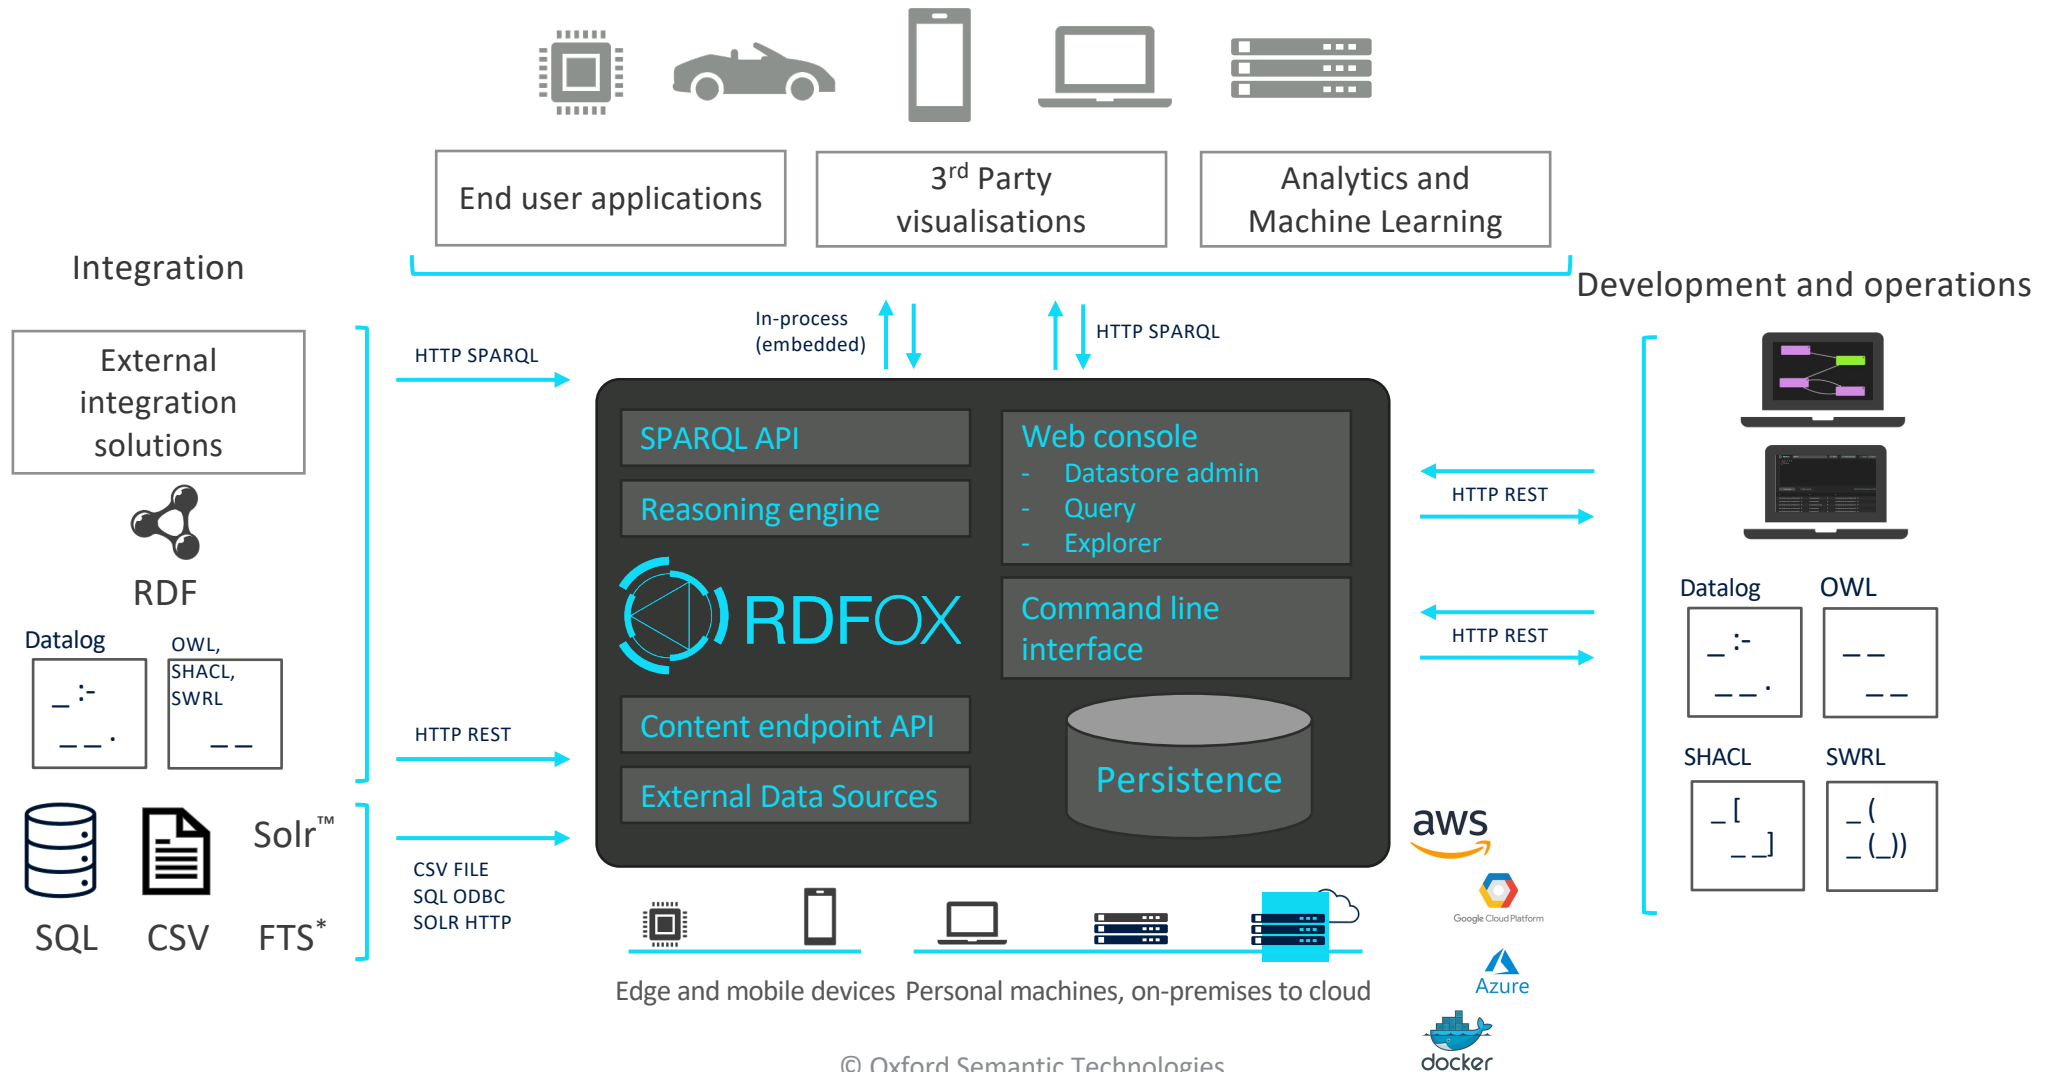 End user applications
3rd Party
visualisations
Analytics and
Machine Learning
Integration
Development and operations
External
integration
solutions
RDF
Datalog
_ :-
_ _ .
OWL,
SHACL,
SWRL
_ _
SQL
CSV
Solr™
FTS*
HTTP SPARQL
HTTP REST
CSV FILE
SQL ODBC
SOLR HTTP
In-process
(embedded)
HTTP SPARQL
SPARQL API
Reasoning engine
RDFOX
Content endpoint API
External Data Sources
Web console
- Datastore admin
- Query
- Explorer
Command line
interface
Persistence
HTTP REST
HTTP REST
Datalog
_ :-
_ _ .
OWL
_ _
_ _
SHACL
_ [
_ _]
SWRL
_ (
_ (_))
Edge and mobile devices
Personal machines, on-premises to cloud
aws
Google Cloud Platform
Azure
docker
© Oxford Semantic Technologies